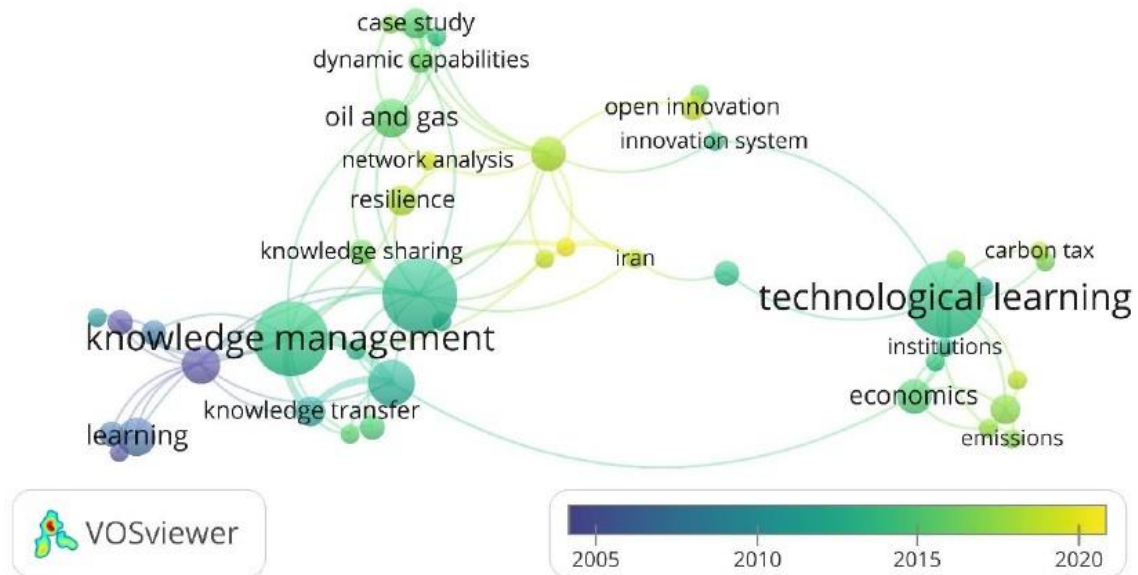 case study
dynamic capabilities
oil and gas
open innovation
innovation system
network analysis
resilience
knowledge sharing
iran
carbon tax
technological learning
knowledge management
institutions
economics
knowledge transfer
learning
emissions
VOSviewer
2005
2010
2015
2020